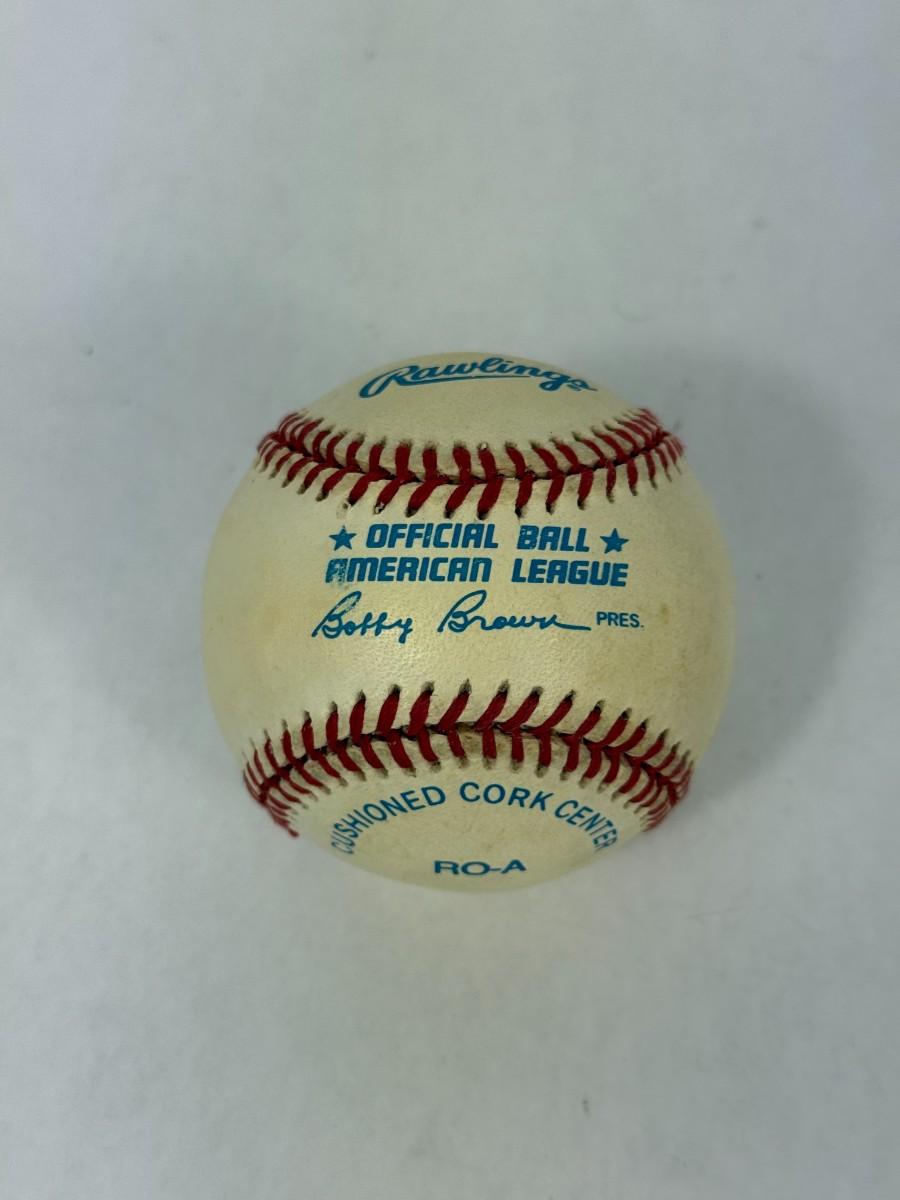 Rawlings
★ OFFICIAL BALL ★
AMERICAN LEAGUE
Bobby Brown PRES.
CUSHIONED CORK CENTER
RO-A